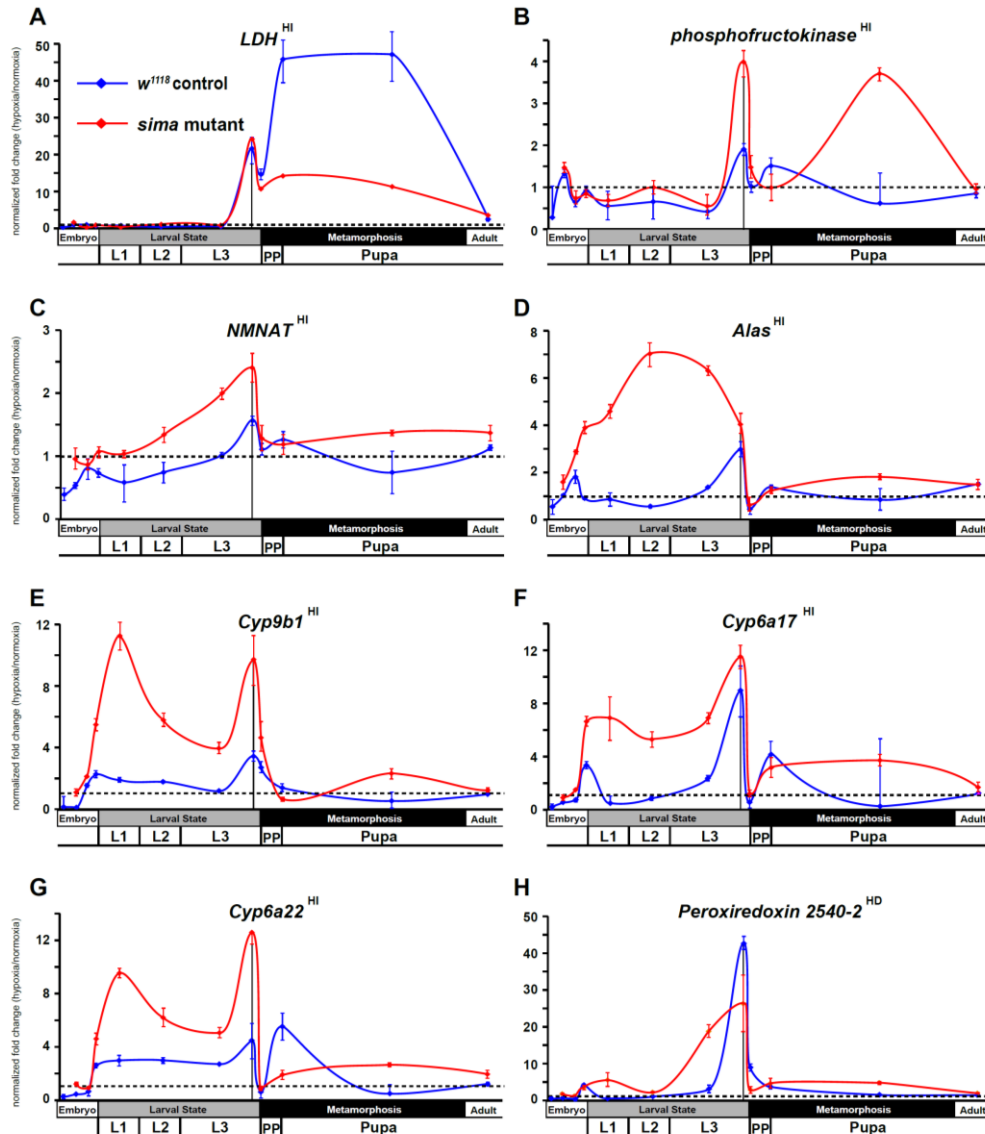 A
LDH HI
normalized fold change (hypoxia/normoxia)
50
40
30
20
10
0
w1118 control
sima mutant
Embryo Larval State Metamorphosis Adult
L1 L2 L3 PP Pupa
B
phosphofructokinase HI
4
3
2
1
0
Embryo Larval State Metamorphosis Adult
L1 L2 L3 PP Pupa
C
NMNAT HI
normalized fold change (hypoxia/normoxia)
3
2
1
0
Embryo Larval State Metamorphosis Adult
L1 L2 L3 PP Pupa
D
Alas HI
8
6
4
2
0
Embryo Larval State Metamorphosis Adult
L1 L2 L3 PP Pupa
E
Cyp9b1 HI
normalized fold change (hypoxia/normoxia)
12
8
4
0
Embryo Larval State Metamorphosis Adult
L1 L2 L3 PP Pupa
F
Cyp6a17 HI
12
8
4
0
Embryo Larval State Metamorphosis Adult
L1 L2 L3 PP Pupa
G
Cyp6a22 HI
normalized fold change (hypoxia/normoxia)
12
8
4
0
Embryo Larval State Metamorphosis Adult
L1 L2 L3 PP Pupa
H
Peroxiredoxin 2540-2 HD
50
40
30
20
10
0
Embryo Larval State Metamorphosis Adult
L1 L2 L3 PP Pupa